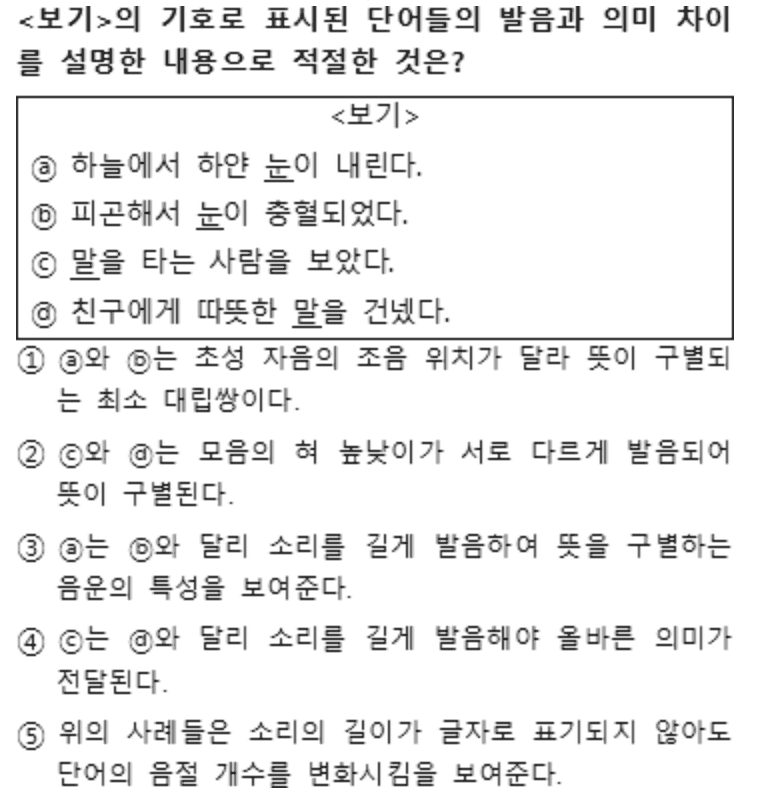 <보기>의 기호로 표시된 단어들의 발음과 의미 차이
를 설명한 내용으로 적절한 것은?
<보기>
ⓐ 하늘에서 하얀 눈이 내린다.
ⓑ 피곤해서 눈이 충혈되었다.
ⓒ 말을 타는 사람을 보았다.
ⓓ 친구에게 따뜻한 말을 건넸다.
① ⓐ와 ⓑ는 초성 자음의 조음 위치가 달라 뜻이 구별되
는 최소 대립쌍이다.
② ⓒ와 ⓓ는 모음의 혀 높낮이가 서로 다르게 발음되어
뜻이 구별된다.
③ ⓐ는 ⓑ와 달리 소리를 길게 발음하여 뜻을 구별하는
음운의 특성을 보여준다.
④ ⓒ는 ⓓ와 달리 소리를 길게 발음해야 올바른 의미가
전달된다.
⑤ 위의 사례들은 소리의 길이가 글자로 표기되지 않아도
단어의 음절 개수를 변화시킴을 보여준다.